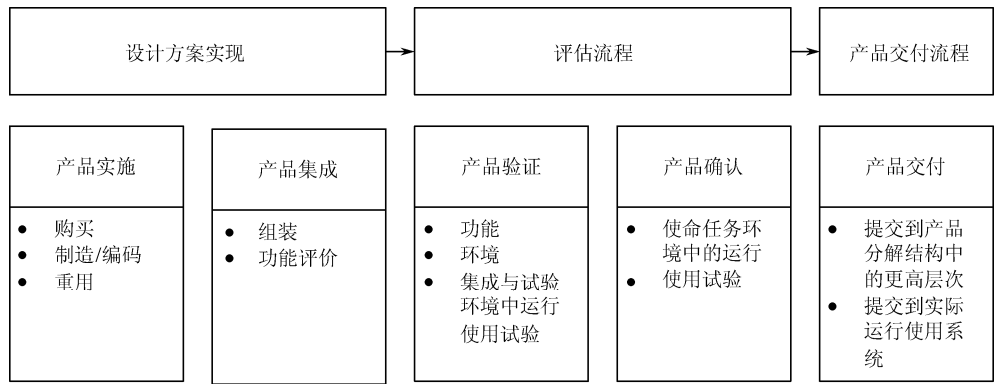 设计方案实现
评估流程
产品交付流程
产品实施
● 购买
● 制造/编码
● 重用
产品集成
● 组装
● 功能评价
产品验证
● 功能
● 环境
● 集成与试验
环境中运行
使用试验
产品确认
● 使命任务环
境中的运行
● 使用试验
产品交付
● 提交到产品
分解结构中
的更高层次
● 提交到实际
运行使用系
统